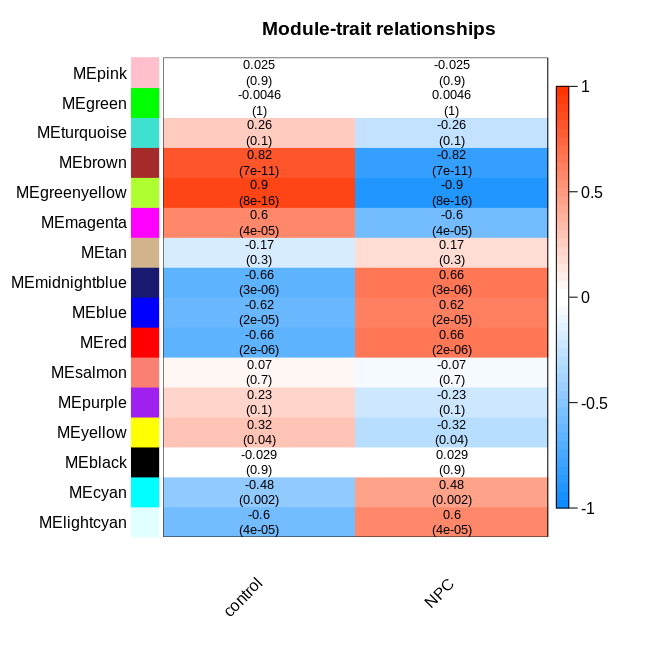 Module-trait relationships
MEpink
0.025
-0.025
(0.9)
(0.9)
MEgreen
-0.0046
0.0046
(1)
(1)
MEturquoise
0.26
-0.26
(0.1)
(0.1)
MEbrown
0.82
-0.82
(7e-11)
(7e-11)
MEgreenyellow
0.9
-0.9
(8e-16)
(8e-16)
MEmagenta
0.6
-0.6
(4e-05)
(4e-05)
MEtan
-0.17
0.17
(0.3)
(0.3)
MEmidnightblue
-0.66
0.66
(3e-06)
(3e-06)
MEblue
-0.62
0.62
(2e-05)
(2e-05)
MEred
-0.66
0.66
(2e-06)
(2e-06)
MEsalmon
0.07
-0.07
(0.7)
(0.7)
MEpurple
0.23
-0.23
(0.1)
(0.1)
MEyellow
0.32
-0.32
(0.04)
(0.04)
MEblack
-0.029
0.029
(0.9)
(0.9)
MEcyan
-0.48
0.48
(0.002)
(0.002)
MElightcyan
-0.6
0.6
(4e-05)
(4e-05)
control
NPC
1
0.5
0
-0.5
-1